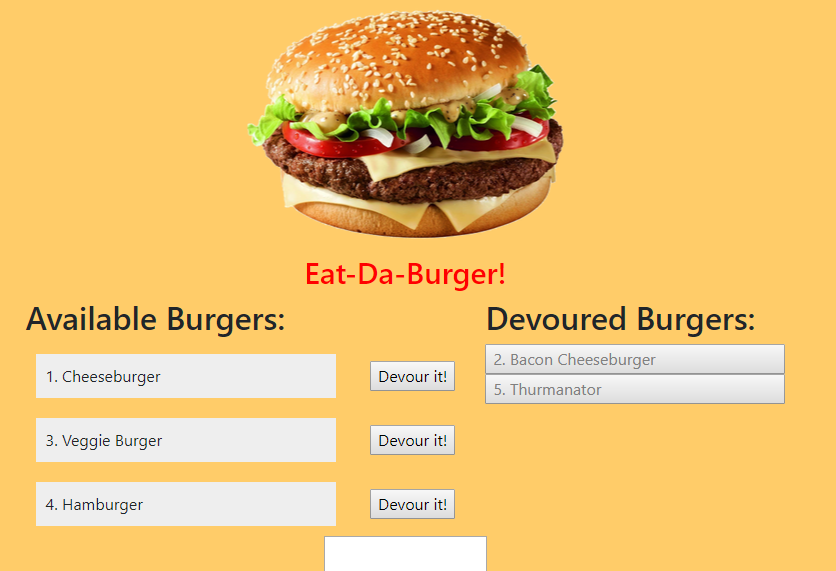 Eat-Da-Burger!
Available Burgers:
1. Cheeseburger
Devour it!
3. Veggie Burger
Devour it!
4. Hamburger
Devour it!
Devoured Burgers:
2. Bacon Cheeseburger
5. Thurmanator